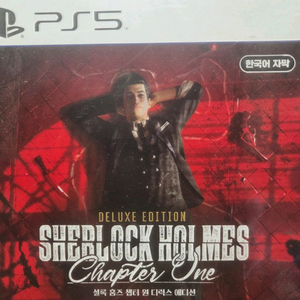 PS5
한국어 자막
DELUXE EDITION
SHERLOCK HOLMES
Chapter One
셜록 홈즈 챕터 원 디럭스 에디션